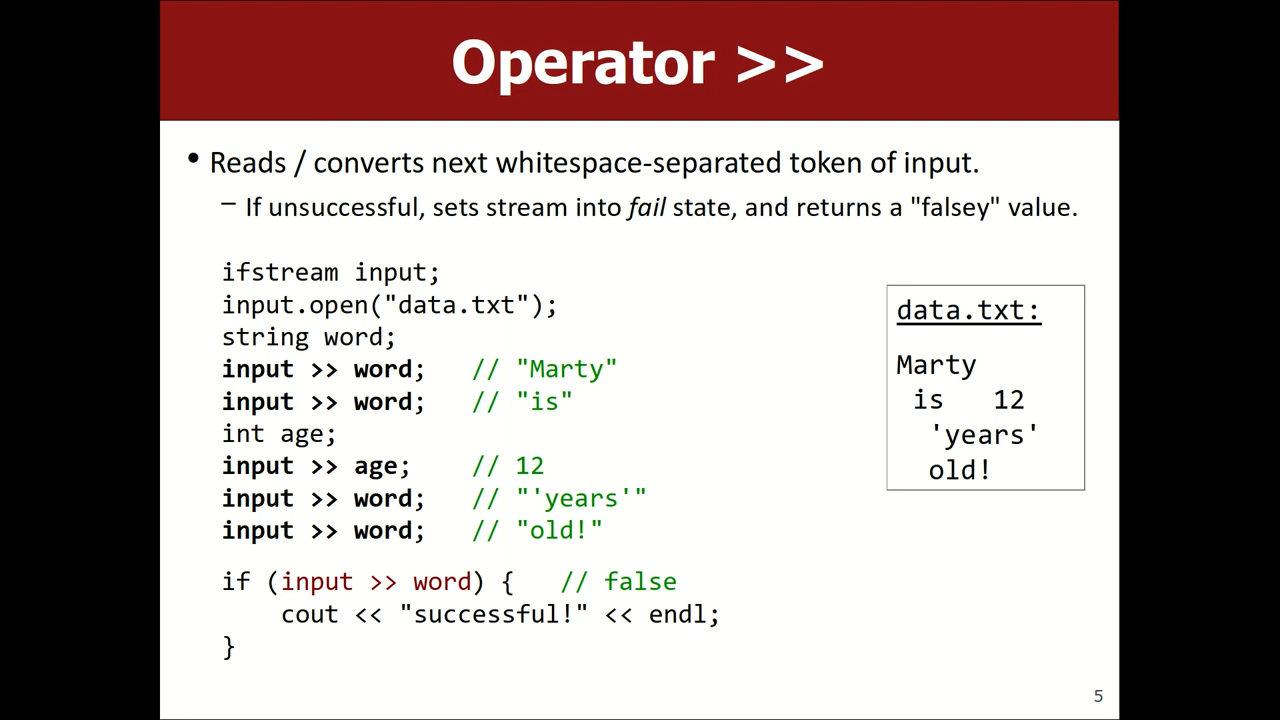 Operator >>
• Reads / converts next whitespace-separated token of input.
– If unsuccessful, sets stream into fail state, and returns a "falsey" value.
ifstream input;
input.open("data.txt");
string word;
input >> word;   // "Marty"
input >> word;   // "is"
int age;
input >> age;    // 12
input >> word;   // "'years'"
input >> word;   // "old!"
if (input >> word) {   // false
    cout << "successful!" << endl;
}
data.txt:
Marty
 is   12
  'years'
  old!
5